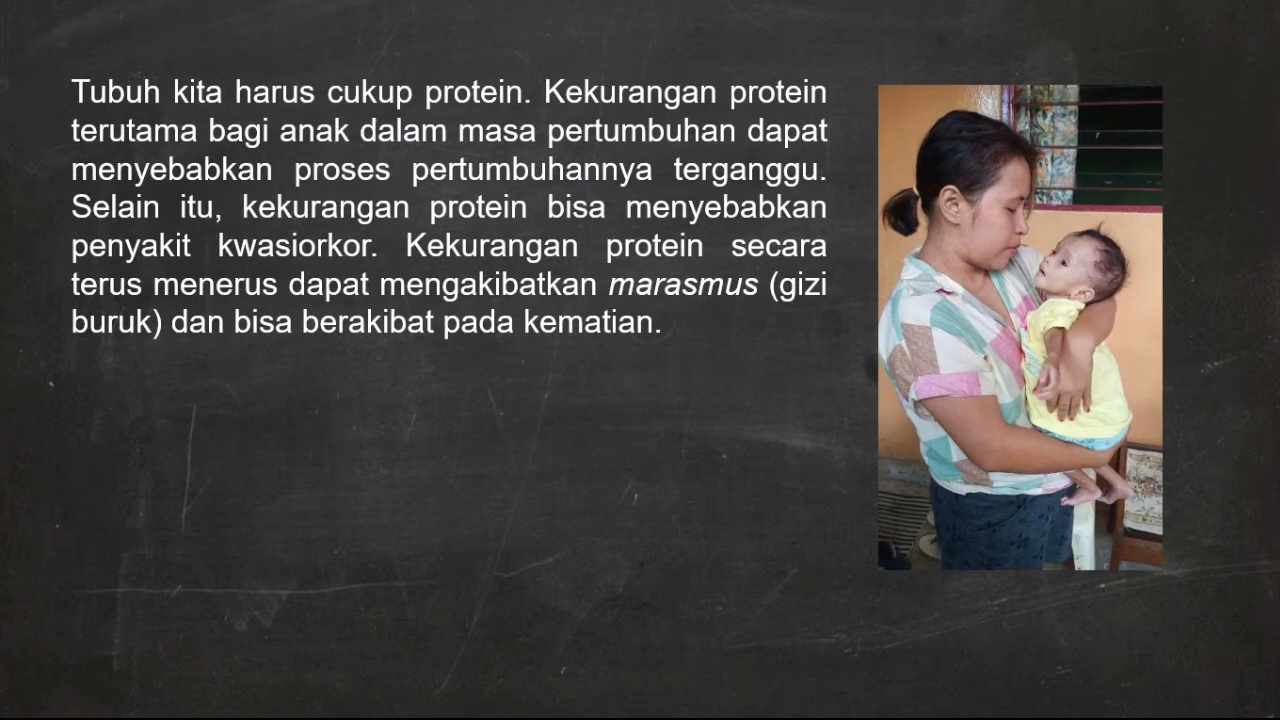 Tubuh kita harus cukup protein. Kekurangan protein
terutama bagi anak dalam masa pertumbuhan dapat
menyebabkan proses pertumbuhannya terganggu.
Selain itu, kekurangan protein bisa menyebabkan
penyakit kwasiorkor. Kekurangan protein secara
terus menerus dapat mengakibatkan marasmus (gizi
buruk) dan bisa berakibat pada kematian.